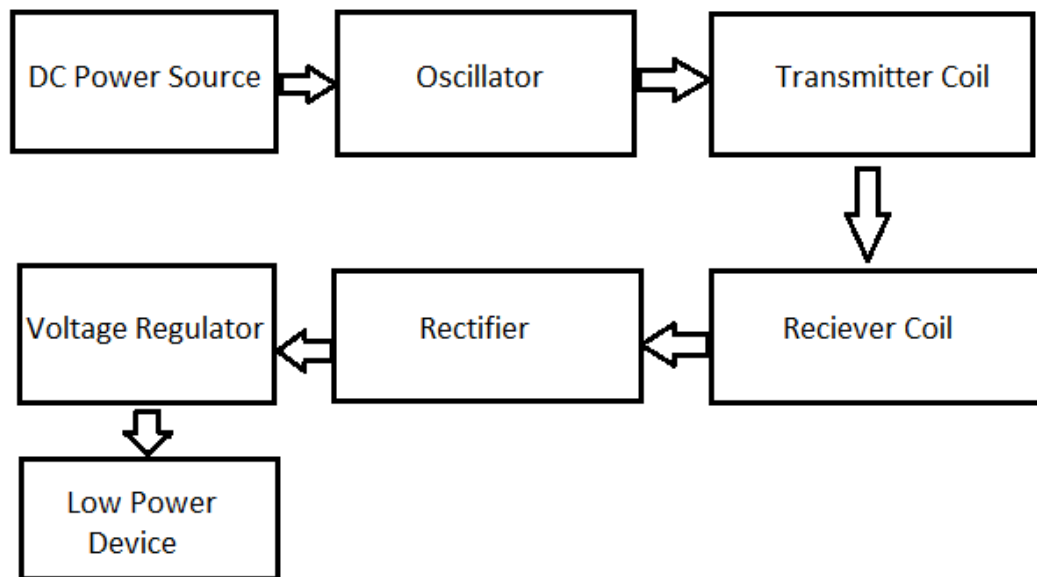 DC Power Source
Oscillator
Transmitter Coil
Voltage Regulator
Rectifier
Reciever Coil
Low Power
Device